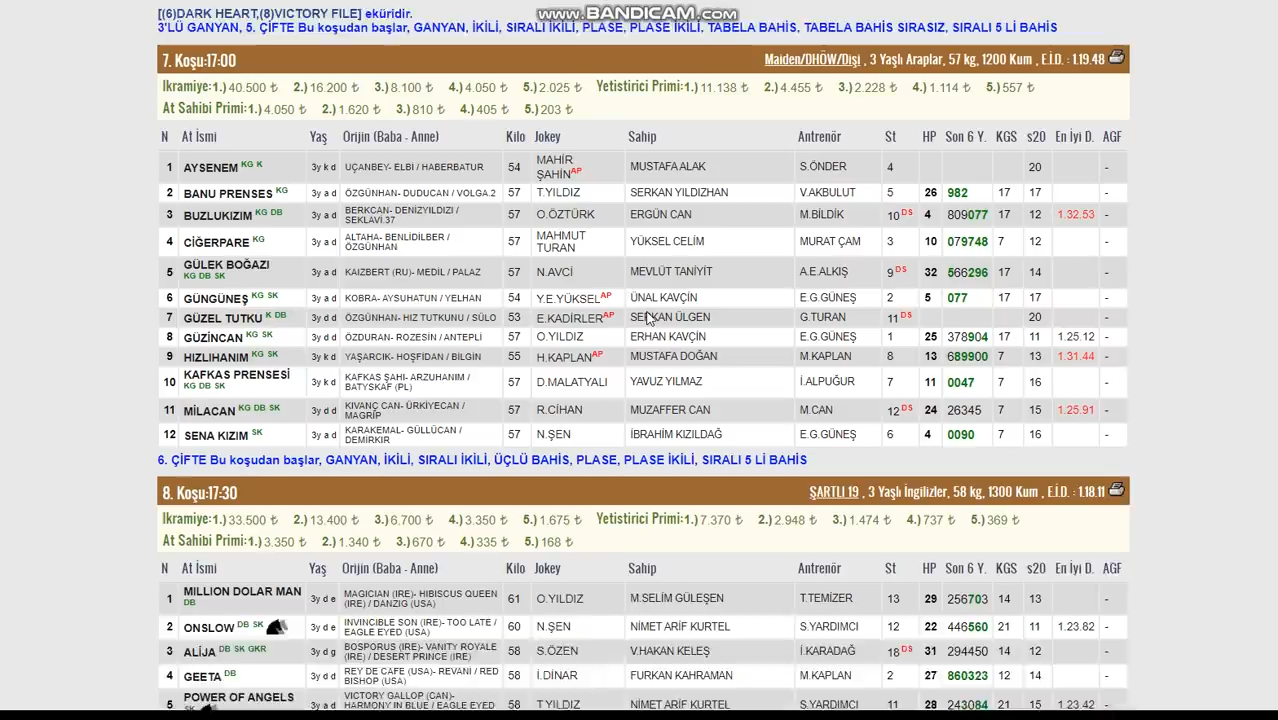 [(6)DARK HEART,(8)VICTORY FILE] eküridir.
www.BANDICAM.com
3'LÜ GANYAN, 5. ÇİFTE Bu koşudan başlar, GANYAN, İKİLİ, SIRALI İKİLİ, PLASE, PLASE İKİLİ, TABELA BAHİS, TABELA BAHİS SIRASIZ, SIRALI 5 Lİ BAHİS
7. Koşu:17:00 Maiden/DHÖW/Dişi , 3 Yaşlı Araplar, 57 kg, 1200 Kum , E.İ.D. : 1.19.48
Ikramiye:1.) 40.500 ₺ 2.) 16.200 ₺ 3.) 8.100 ₺ 4.) 4.050 ₺ 5.) 2.025 ₺ Yetistirici Primi:1.) 11.138 ₺ 2.) 4.455 ₺ 3.) 2.228 ₺ 4.) 1.114 ₺ 5.) 557 ₺
At Sahibi Primi:1.) 4.050 ₺ 2.) 1.620 ₺ 3.) 810 ₺ 4.) 405 ₺ 5.) 203 ₺
N At İsmi Yaş Orijin (Baba - Anne) Kilo Jokey Sahip Antrenör St HP Son 6 Y. KGS s20 En İyi D. AGF
1 AYSENEM KG K 3y k d UÇANBEY- ELBİ / HABERBATUR 54 MAHİR ŞAHİN AP MUSTAFA ALAK S.ÖNDER 4 20 -
2 BANU PRENSES KG 3y a d ÖZGÜNHAN- DUDUCAN / VOLGA.2 57 T.YILDIZ SERKAN YILDIZHAN V.AKBULUT 5 26 982 17 17 -
3 BUZLUKIZIM KG DB 3y a d BERKCAN- DENİZYILDIZI / SEKLAVİ.37 57 O.ÖZTÜRK ERGÜN CAN M.BİLDİK 10 DS 4 809077 17 12 1.32.53 -
4 CİĞERPARE KG 3y a d ALTAHA- BENLİDİLBER / ÖZGÜNHAN 57 MAHMUT TURAN YÜKSEL CELİM MURAT ÇAM 3 10 079748 7 12 -
5 GÜLEK BOĞAZI KG DB SK 3y a d KAIZBERT (RU)- MEDİL / PALAZ 57 N.AVCİ MEVLÜT TANİYİT A.E.ALKIŞ 9 DS 32 566296 17 14 -
6 GÜNGÜNEŞ KG SK 3y a d KOBRA- AYSUHATUN / YELHAN 54 Y.E.YÜKSEL AP ÜNAL KAVÇİN E.G.GÜNEŞ 2 5 077 17 17 -
7 GÜZEL TUTKU K DB 3y d d ÖZGÜNHAN- HIZ TUTKUNU / SÜLO 53 E.KADİRLER AP SERKAN ÜLGEN G.TURAN 11 DS 20 -
8 GÜZİNCAN KG SK 3y a d ÖZDURAN- ROZESİN / ANTEPLİ 57 O.YILDIZ ERHAN KAVÇİN E.G.GÜNEŞ 1 25 378904 17 11 1.25.12 -
9 HIZLIHANIM KG SK 3y k d YAŞARCIK- HOŞFİDAN / BİLGİN 55 H.KAPLAN AP MUSTAFA DOĞAN M.KAPLAN 8 13 689900 7 13 1.31.44 -
10 KAFKAS PRENSESİ KG DB SK 3y k d KAFKAS ŞAHI- ARZUHANIM / BATYSKAF (PL) 57 D.MALATYALI YAVUZ YILMAZ İ.ALPUĞUR 7 11 0047 7 16 -
11 MİLACAN KG DB SK 3y d d KIVANÇ CAN- ÜRKİYECAN / MAGRİP 57 R.CİHAN MUZAFFER CAN M.CAN 12 DS 24 26345 7 15 1.25.91 -
12 SENA KIZIM SK 3y a d KARAKEMAL- GÜLLÜCAN / DEMİRKIR 57 N.ŞEN İBRAHİM KIZILDAĞ E.G.GÜNEŞ 6 4 0090 7 16 -
6. ÇİFTE Bu koşudan başlar, GANYAN, İKİLİ, SIRALI İKİLİ, ÜÇLÜ BAHİS, PLASE, PLASE İKİLİ, SIRALI 5 Lİ BAHİS
8. Koşu:17:30 ŞARTLI 19 , 3 Yaşlı İngilizler, 58 kg, 1300 Kum , E.İ.D. : 1.18.11
Ikramiye:1.) 33.500 ₺ 2.) 13.400 ₺ 3.) 6.700 ₺ 4.) 3.350 ₺ 5.) 1.675 ₺ Yetistirici Primi:1.) 7.370 ₺ 2.) 2.948 ₺ 3.) 1.474 ₺ 4.) 737 ₺ 5.) 369 ₺
At Sahibi Primi:1.) 3.350 ₺ 2.) 1.340 ₺ 3.) 670 ₺ 4.) 335 ₺ 5.) 168 ₺
N At İsmi Yaş Orijin (Baba - Anne) Kilo Jokey Sahip Antrenör St HP Son 6 Y. KGS s20 En İyi D. AGF
1 MILLION DOLAR MAN DB 3y d e MAGICIAN (IRE)- HIBISCUS QUEEN (IRE) / DANZIG (USA) 61 O.YILDIZ M.SELİM GÜLEŞEN T.TEMİZER 13 29 256703 14 13 -
2 ONSLOW DB SK 3y d e INVINCIBLE SON (IRE)- TOO LATE / EAGLE EYED (USA) 60 N.ŞEN NİMET ARİF KURTEL S.YARDIMCI 12 22 446560 21 11 1.23.82 -
3 ALİJA DB SK GKR 3y d g BOSPORUS (IRE)- VANITY ROYALE (IRE) / DESERT PRINCE (IRE) 58 S.ÖZEN V.HAKAN KELEŞ İ.KARADAĞ 18 DS 31 294450 14 12 -
4 GEETA DB 3y d d REY DE CAFE (USA)- REVANI / RED BISHOP (USA) 58 İ.DİNAR FURKAN KAHRAMAN M.KAPLAN 2 27 860323 12 14 -
5 POWER OF ANGELS SK 3y a d VICTORY GALLOP (CAN)- HARMONY IN BLUE / EAGLE EYED 58 T.YILDIZ NİMET ARİF KURTEL S.YARDIMCI 11 28 243084 21 15 1.23.42 -